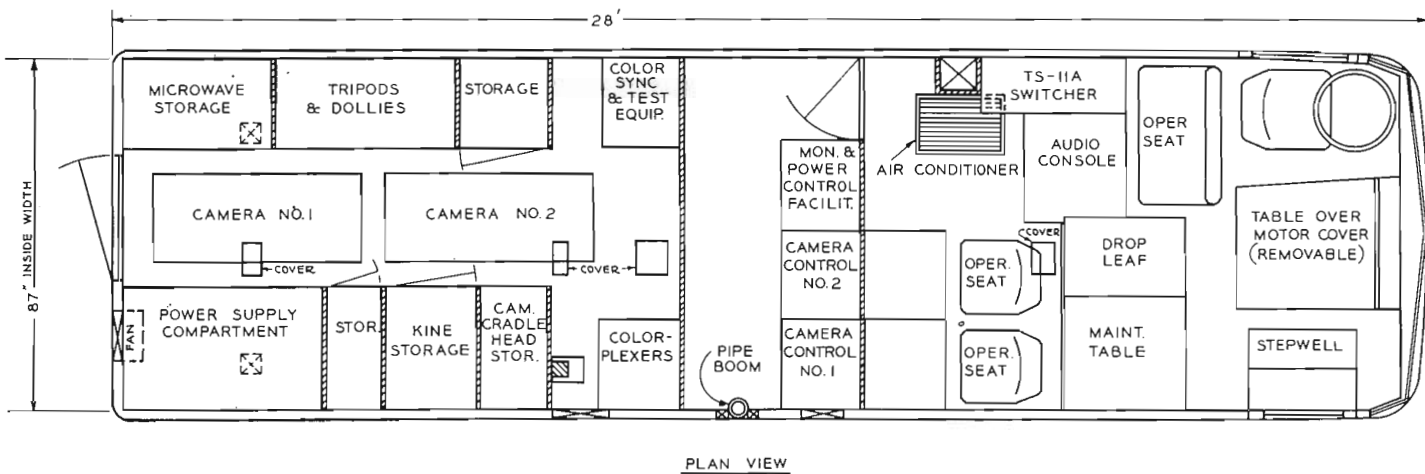 28'
87" INSIDE WIDTH
MICROWAVE
STORAGE
TRIPODS
& DOLLIES
STORAGE
COLOR
SYNC
& TEST
EQUIP.
TS-11A
SWITCHER
OPER
SEAT
AUDIO
CONSOLE
AIR CONDITIONER
MON. &
POWER
CONTROL
FACILIT.
CAMERA NO.1
CAMERA NO.2
COVER
COVER
COVER
CAMERA
CONTROL
NO.2
OPER.
SEAT
DROP
LEAF
TABLE OVER
MOTOR COVER
(REMOVABLE)
FAN
POWER SUPPLY
COMPARTMENT
STOR.
KINE
STORAGE
CAM.
CRADLE
HEAD
STOR.
COLOR-
PLEXERS
PIPE
BOOM
CAMERA
CONTROL
NO.1
OPER.
SEAT
MAINT.
TABLE
STEPWELL
PLAN VIEW